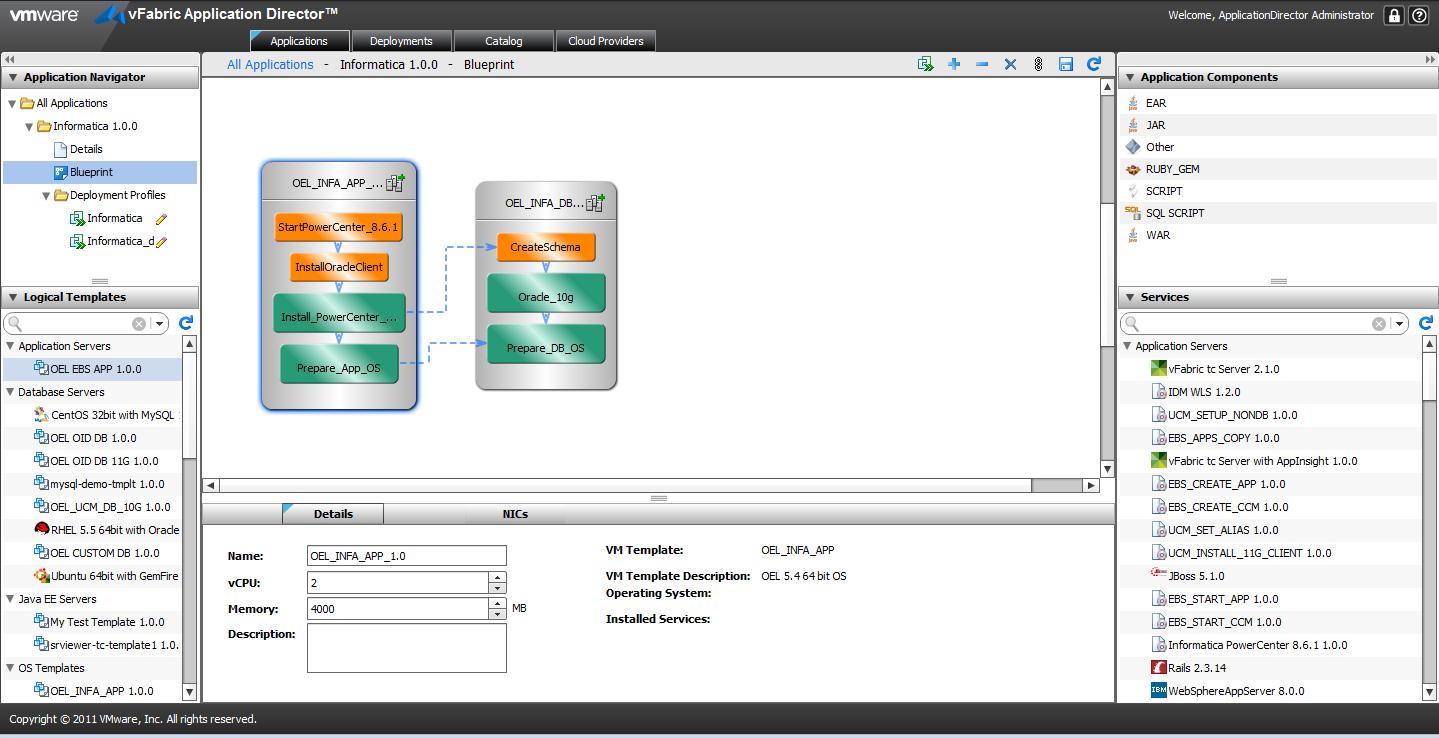 vmware vFabric Application Director™
Welcome, ApplicationDirector Administrator
Applications Deployments Catalog Cloud Providers
Application Navigator
All Applications
Informatica 1.0.0
Details
Blueprint
Deployment Profiles
Informatica
Informatica_d
Logical Templates
Application Servers
OEL EBS APP 1.0.0
Database Servers
CentOS 32bit with MySQL
OEL OID DB 1.0.0
OEL OID DB 11G 1.0.0
mysql-demo-tmplt 1.0.0
OEL_UCM_DB_10G 1.0.0
RHEL 5.5 64bit with Oracle
OEL CUSTOM DB 1.0.0
Ubuntu 64bit with GemFire
Java EE Servers
My Test Template 1.0.0
srviewer-tc-template1 1.0.
OS Templates
OEL_INFA_APP 1.0.0
All Applications - Informatica 1.0.0 - Blueprint
OEL_INFA_APP_...
StartPowerCenter_8.6.1
InstallOracleClient
Install_PowerCenter_...
Prepare_App_OS
OEL_INFA_DB...
CreateSchema
Oracle_10g
Prepare_DB_OS
Details NICs
Name: OEL_INFA_APP_1.0
vCPU: 2
Memory: 4000 MB
Description:
VM Template: OEL_INFA_APP
VM Template Description: OEL 5.4 64 bit OS
Operating System:
Installed Services:
Application Components
EAR
JAR
Other
RUBY_GEM
SCRIPT
SQL SQL SCRIPT
WAR
Services
Application Servers
vFabric tc Server 2.1.0
IDM WLS 1.2.0
UCM_SETUP_NONDB 1.0.0
EBS_APPS_COPY 1.0.0
vFabric tc Server with AppInsight 1.0.0
EBS_CREATE_APP 1.0.0
EBS_CREATE_CCM 1.0.0
UCM_SET_ALIAS 1.0.0
UCM_INSTALL_11G_CLIENT 1.0.0
JBoss 5.1.0
EBS_START_APP 1.0.0
EBS_START_CCM 1.0.0
Informatica PowerCenter 8.6.1 1.0.0
Rails 2.3.14
IBM WebSphereAppServer 8.0.0
Copyright © 2011 VMware, Inc. All rights reserved.